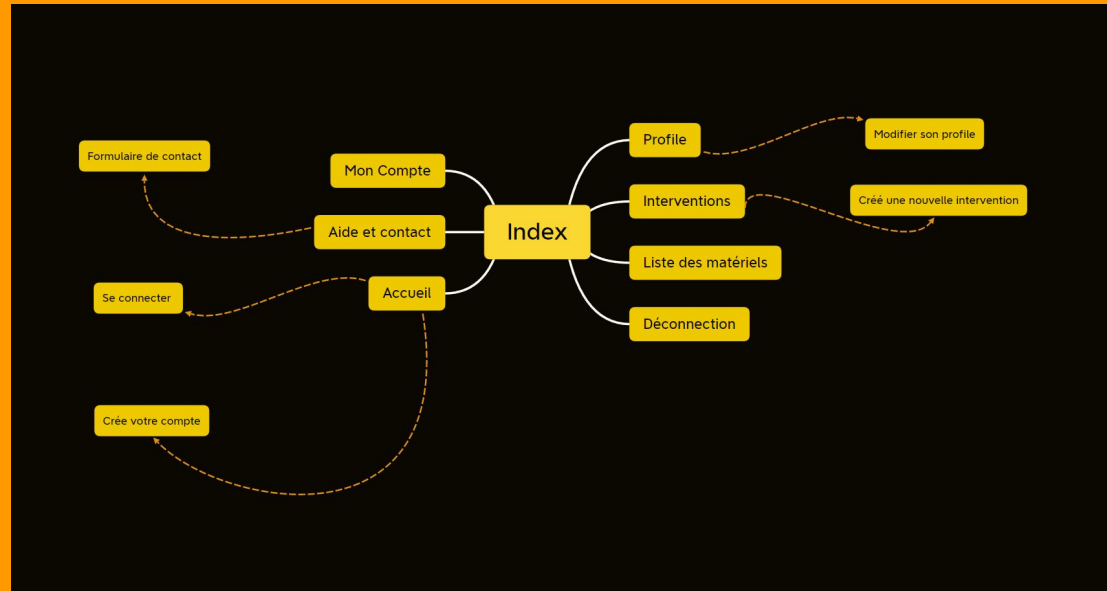 Formulaire de contact
Mon Compte
Aide et contact
Se connecter
Accueil
Crée votre compte
Index
Profile
Modifier son profile
Interventions
Créé une nouvelle intervention
Liste des matériels
Déconnection